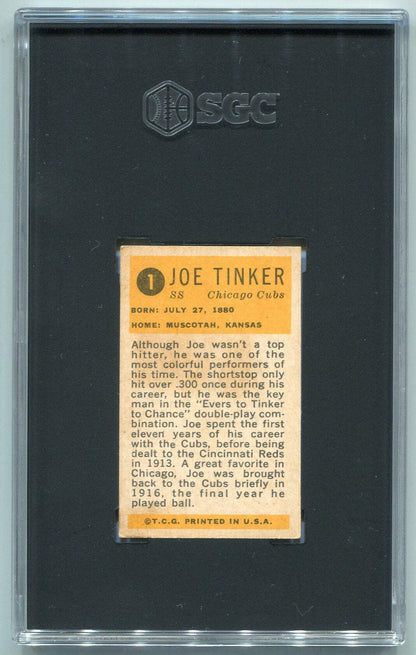 SGC
1
JOE TINKER
SS Chicago Cubs
BORN: JULY 27, 1880
HOME: MUSCOTAH, KANSAS
Although Joe wasn't a top
hitter, he was one of the
most colorful performers of
his time. The shortstop only
hit over .300 once during his
career, but he was the key
man in the "Evers to Tinker
to Chance" double-play com-
bination. Joe spent the first
eleven years of his career
with the Cubs, before being
dealt to the Cincinnati Reds
in 1913. A great favorite in
Chicago, Joe was brought
back to the Cubs briefly in
1916, the final year he
played ball.
©T.C.G. PRINTED IN U.S.A.